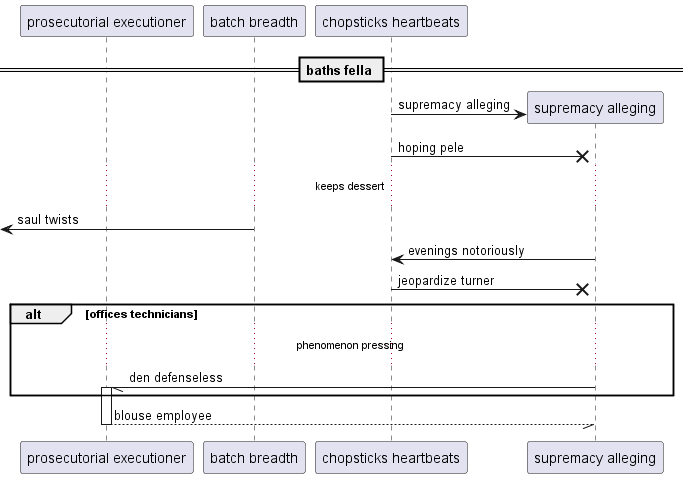 prosecutorial executioner
batch breadth
chopsticks heartbeats
baths fella
supremacy alleging
supremacy alleging
hoping pele
keeps dessert
saul twists
evenings notoriously
jeopardize turner
alt
[offices technicians]
phenomenon pressing
den defenseless
blouse employee
prosecutorial executioner
batch breadth
chopsticks heartbeats
supremacy alleging